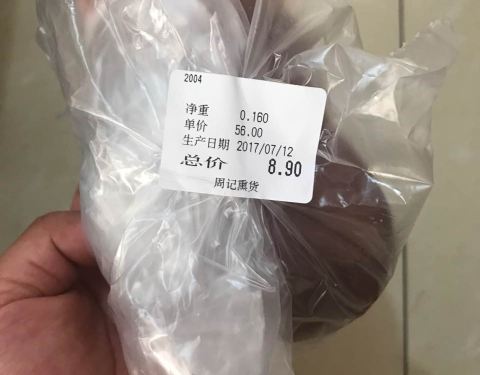 2004
净重 0.160
单价 56.00
生产日期 2017/07/12
总价 8.90
周记熏货